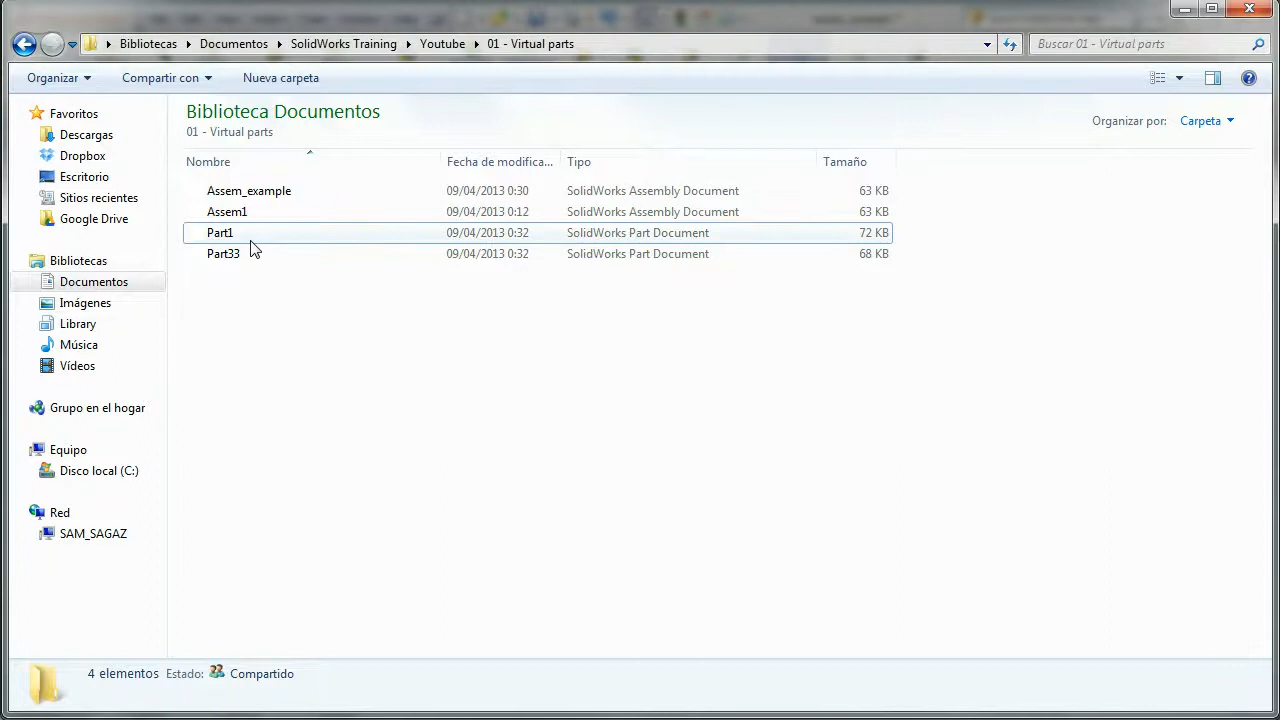 Bibliotecas Documentos SolidWorks Training Youtube 01 - Virtual parts Buscar 01 - Virtual parts
Organizar Compartir con Nueva carpeta
Favoritos
Descargas
Dropbox
Escritorio
Sitios recientes
Google Drive
Bibliotecas
Documentos
Imágenes
Library
Música
Vídeos
Grupo en el hogar
Equipo
Disco local (C:)
Red
SAM_SAGAZ
Biblioteca Documentos
01 - Virtual parts
Organizar por: Carpeta
Nombre Fecha de modifica... Tipo Tamaño
Assem_example 09/04/2013 0:30 SolidWorks Assembly Document 63 KB
Assem1 09/04/2013 0:12 SolidWorks Assembly Document 63 KB
Part1 09/04/2013 0:32 SolidWorks Part Document 72 KB
Part33 09/04/2013 0:32 SolidWorks Part Document 68 KB
4 elementos Estado: Compartido